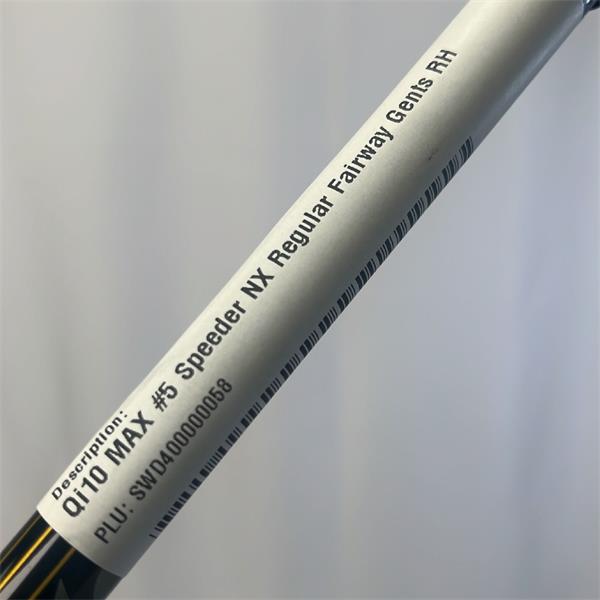 Description:
Qi10 MAX #5 Speeder NX Regular Fairway Gents RH
PLU: SWD400000058